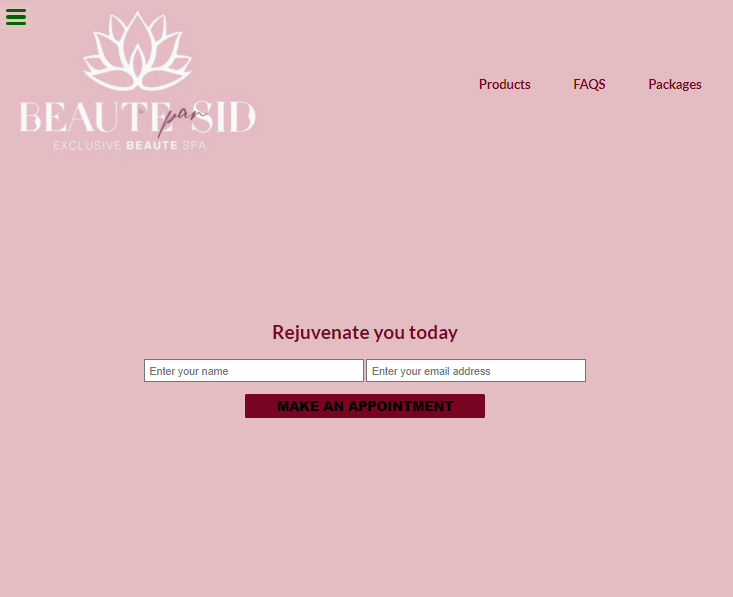 BEAUTE pan SID
EXCLUSIVE BEAUTE SPA
Products FAQS Packages
Rejuvenate you today
Enter your name Enter your email address
MAKE AN APPOINTMENT